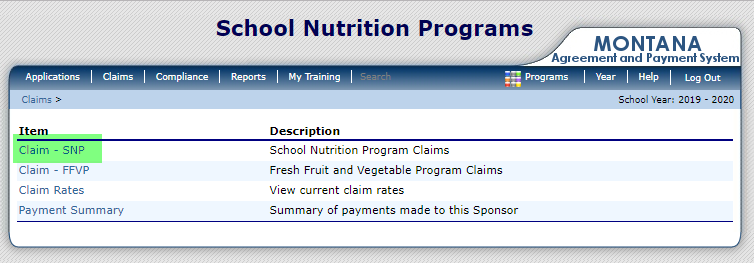 School Nutrition Programs
MONTANA
Agreement and Payment System
Applications Claims Compliance Reports My Training Search Programs Year Help Log Out
Claims > School Year: 2019 - 2020
Item Description
Claim - SNP School Nutrition Program Claims
Claim - FFVP Fresh Fruit and Vegetable Program Claims
Claim Rates View current claim rates
Payment Summary Summary of payments made to this Sponsor